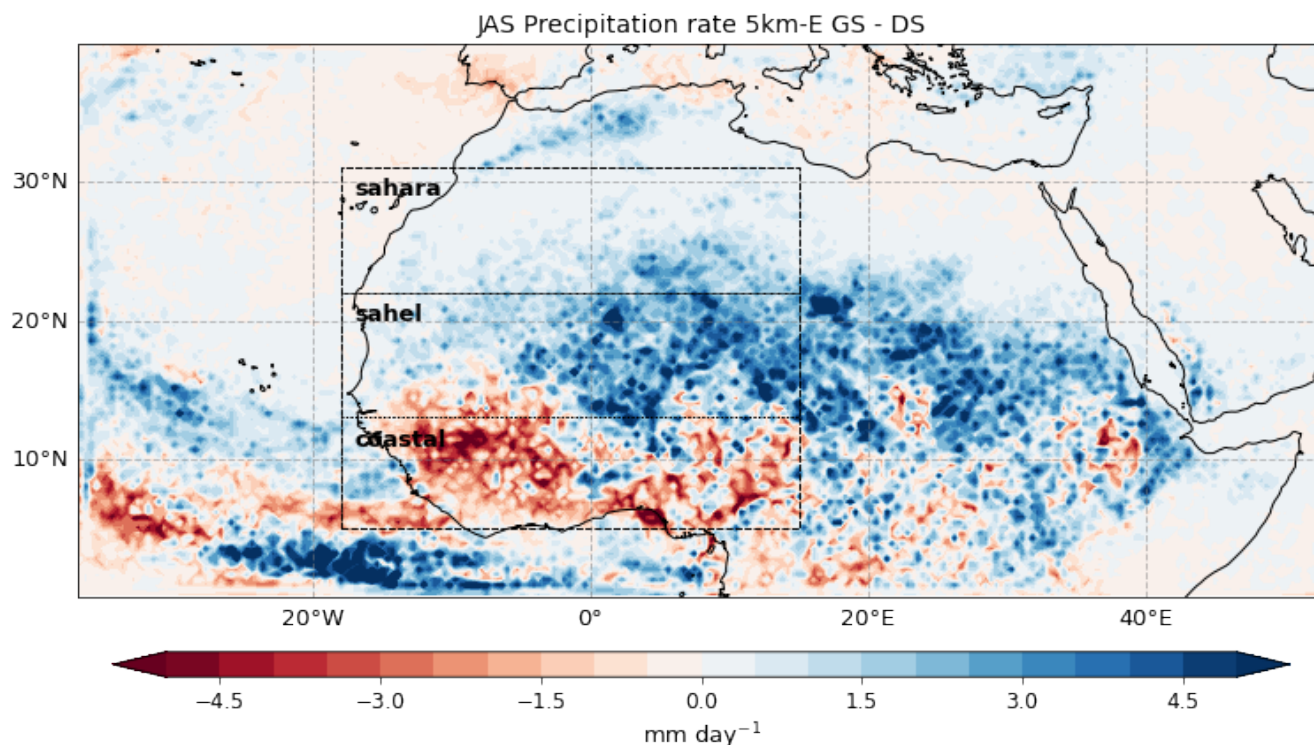 JAS Precipitation rate 5km-E GS - DS
30°N
sahara
20°N
sahel
coastal
10°N
20°W 0° 20°E 40°E
−4.5 −3.0 −1.5 0.0 1.5 3.0 4.5
mm day⁻¹